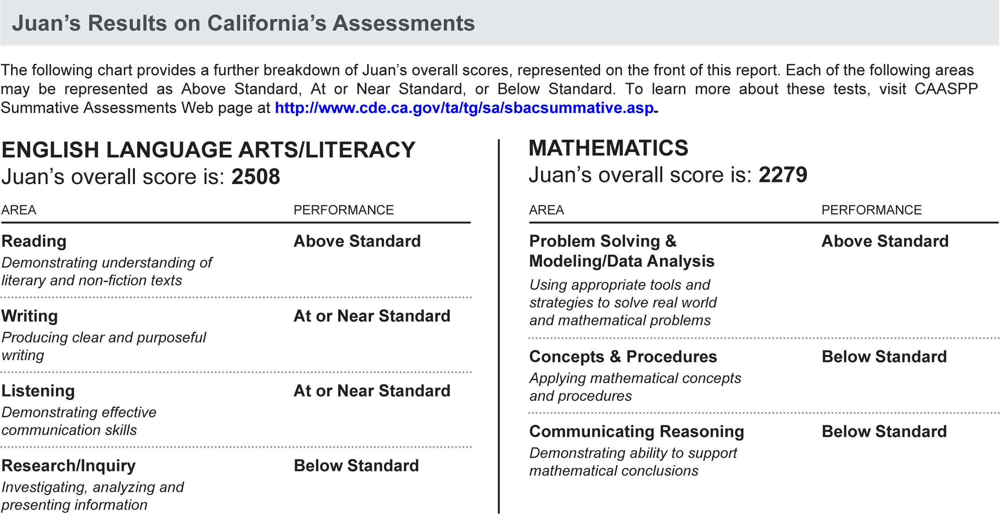 Juan’s Results on California’s Assessments
The following chart provides a further breakdown of Juan’s overall scores, represented on the front of this report. Each of the following areas
may be represented as Above Standard, At or Near Standard, or Below Standard. To learn more about these tests, visit CAASPP
Summative Assessments Web page at http://www.cde.ca.gov/ta/tg/sa/sbacsummative.asp.
ENGLISH LANGUAGE ARTS/LITERACY
Juan’s overall score is: 2508
AREA PERFORMANCE
Reading Above Standard
Demonstrating understanding of
literary and non-fiction texts
Writing At or Near Standard
Producing clear and purposeful
writing
Listening At or Near Standard
Demonstrating effective
communication skills
Research/Inquiry Below Standard
Investigating, analyzing and
presenting information
MATHEMATICS
Juan’s overall score is: 2279
AREA PERFORMANCE
Problem Solving & Above Standard
Modeling/Data Analysis
Using appropriate tools and
strategies to solve real world
and mathematical problems
Concepts & Procedures Below Standard
Applying mathematical concepts
and procedures
Communicating Reasoning Below Standard
Demonstrating ability to support
mathematical conclusions